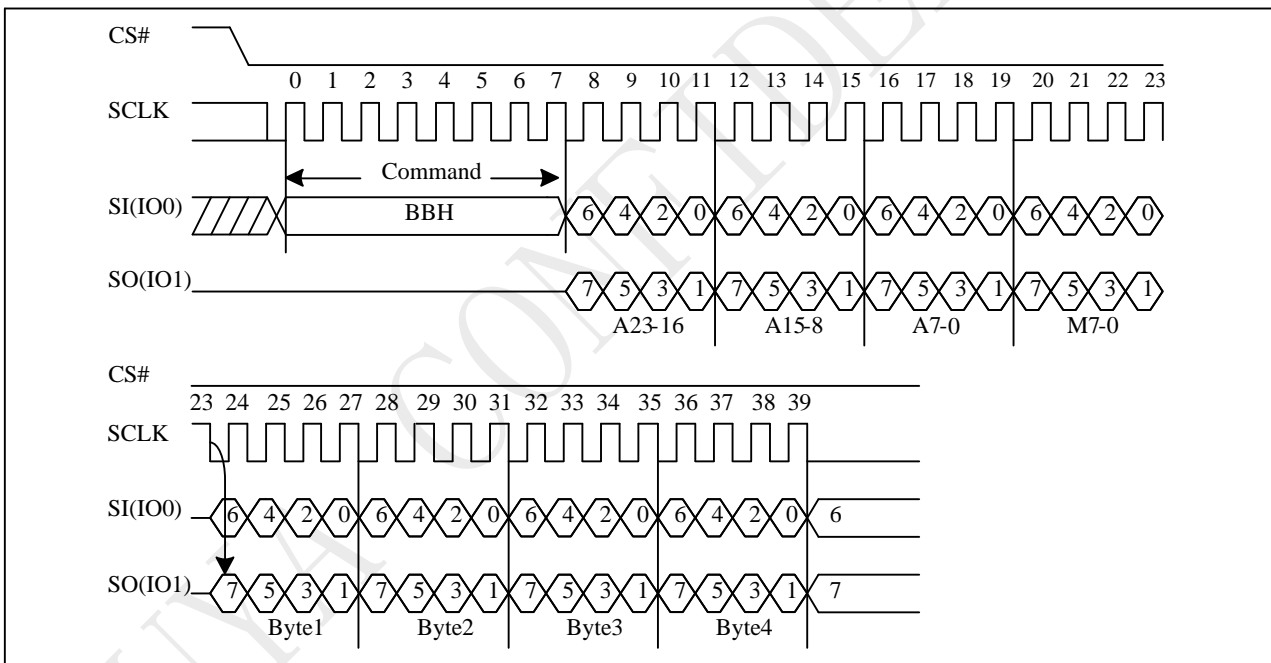 CS#
0 1 2 3 4 5 6 7 8 9 10 11 12 13 14 15 16 17 18 19 20 21 22 23
SCLK
Command
SI(IO0) BBH 6 4 2 0 6 4 2 0 6 4 2 0 6 4 2 0
SO(IO1) 7 5 3 1 7 5 3 1 7 5 3 1 7 5 3 1
A23-16 A15-8 A7-0 M7-0
CS#
23 24 25 26 27 28 29 30 31 32 33 34 35 36 37 38 39
SCLK
SI(IO0) 6 4 2 0 6 4 2 0 6 4 2 0 6 4 2 0 6
SO(IO1) 7 5 3 1 7 5 3 1 7 5 3 1 7 5 3 1 7
Byte1 Byte2 Byte3 Byte4